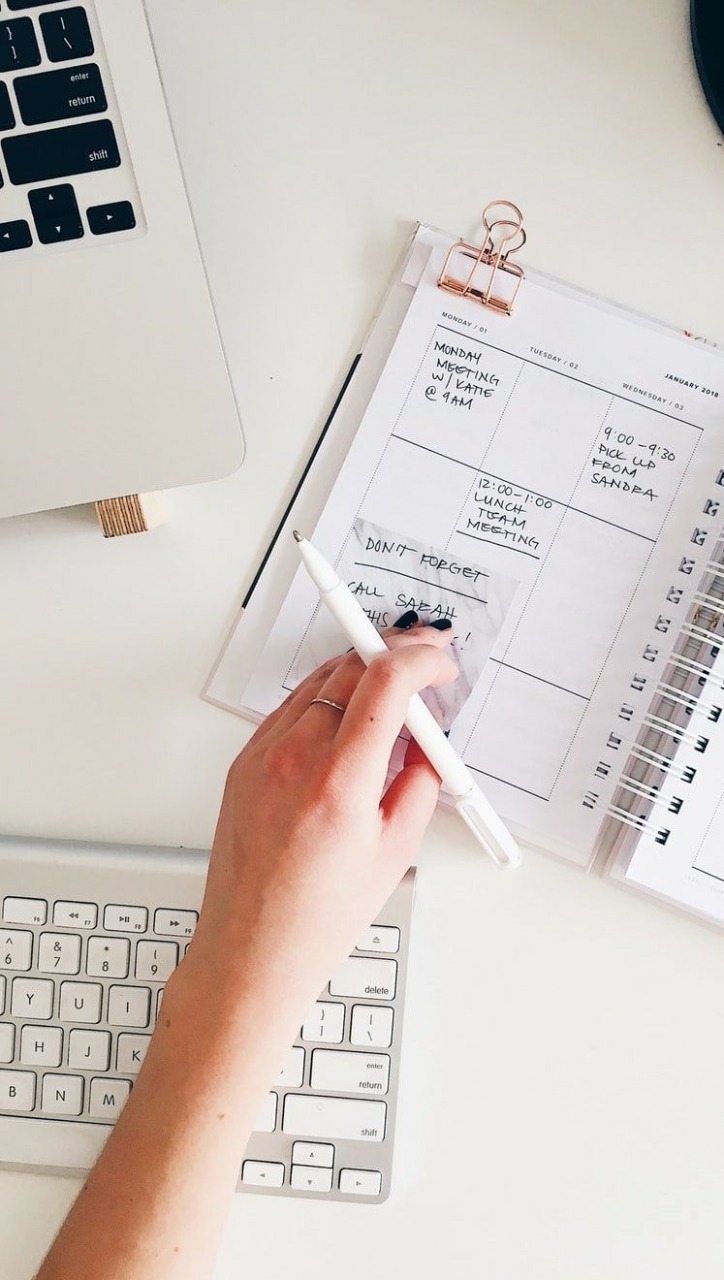 enter
return
shift
JANUARY 2018
MONDAY / 01
TUESDAY / 02
WEDNESDAY / 03
MONDAY
MEETING
W/ KATIE
@ 9AM
9:00-9:30
PICK UP
FROM
SANDRA
12:00-1:00
LUNCH
TEAM
MEETING
DON'T FORGET
CALL SARAH
THIS
!
F6
F7
F8
F9
^ 6
& 7
* 8
( 9
delete
Y U I
} ]
| \
H J K
enter
return
B N M
shift